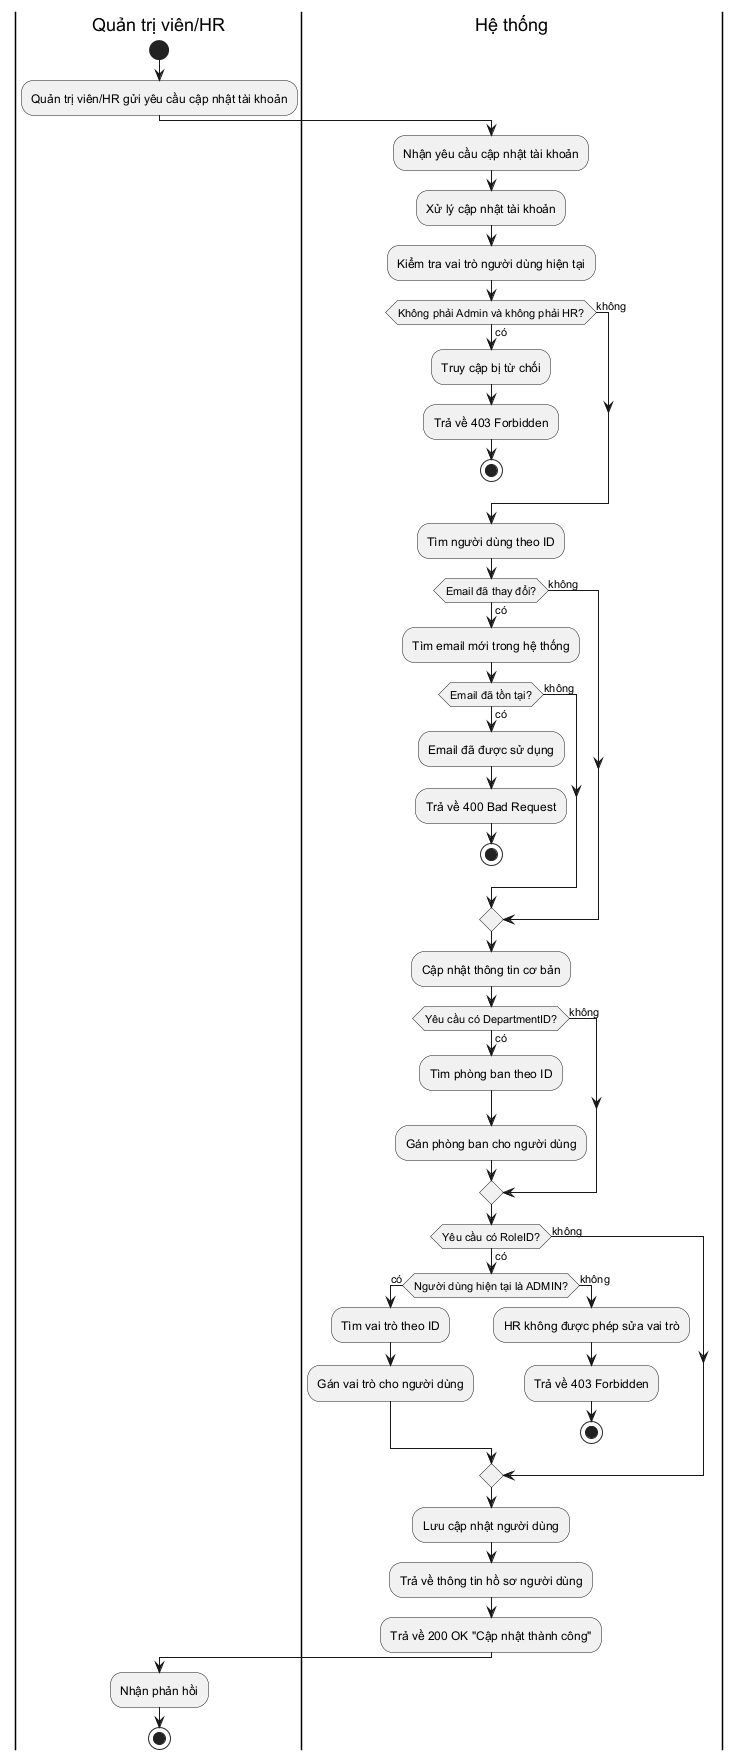 Quản trị viên/HR
Hệ thống
Quản trị viên/HR gửi yêu cầu cập nhật tài khoản
Nhận yêu cầu cập nhật tài khoản
Xử lý cập nhật tài khoản
Kiểm tra vai trò người dùng hiện tại
Không phải Admin và không phải HR?
không
có
Truy cập bị từ chối
Trả về 403 Forbidden
Tìm người dùng theo ID
Email đã thay đổi?
không
có
Tìm email mới trong hệ thống
Email đã tồn tại?
không
có
Email đã được sử dụng
Trả về 400 Bad Request
Cập nhật thông tin cơ bản
Yêu cầu có DepartmentID?
không
có
Tìm phòng ban theo ID
Gán phòng ban cho người dùng
Yêu cầu có RoleID?
không
có
có
Người dùng hiện tại là ADMIN?
không
Tìm vai trò theo ID
HR không được phép sửa vai trò
Gán vai trò cho người dùng
Trả về 403 Forbidden
Lưu cập nhật người dùng
Trả về thông tin hồ sơ người dùng
Trả về 200 OK "Cập nhật thành công"
Nhận phản hồi